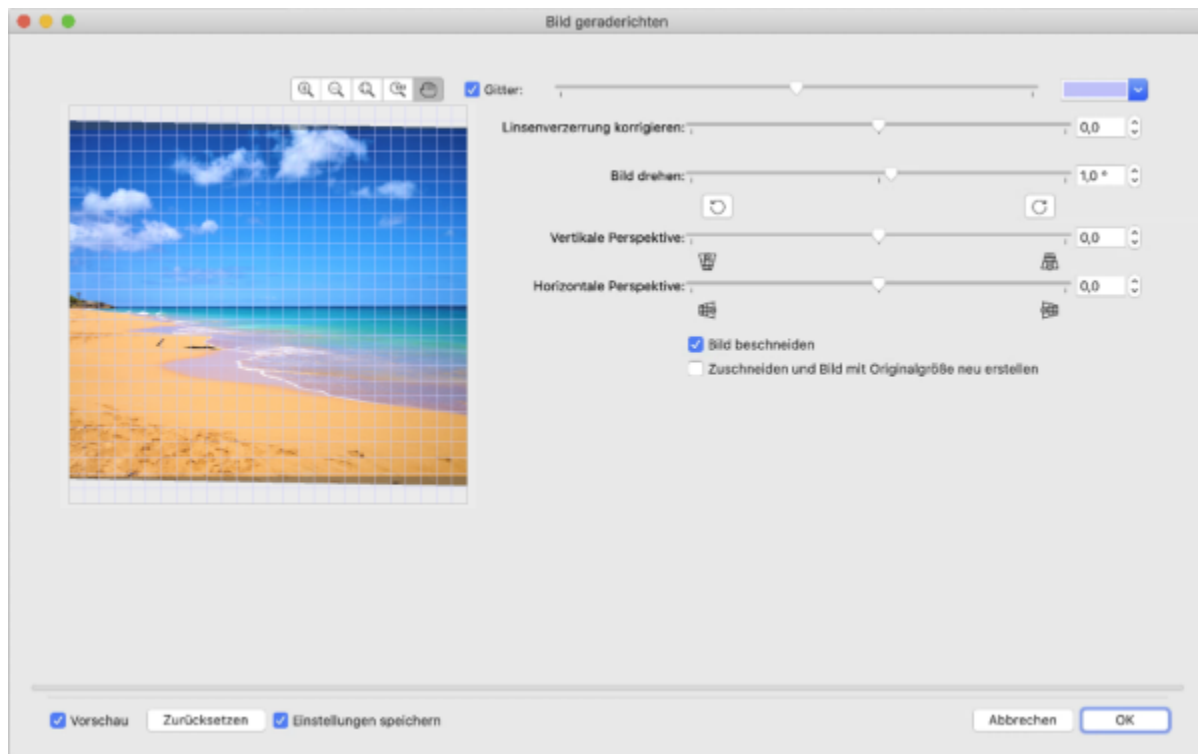 Bild geraderichten
Gitter:
Linsenverzerrung korrigieren: 0,0
Bild drehen: 1,0 °
Vertikale Perspektive: 0,0
Horizontale Perspektive: 0,0
Bild beschneiden
Zuschneiden und Bild mit Originalgröße neu erstellen
Vorschau Zurücksetzen Einstellungen speichern Abbrechen OK